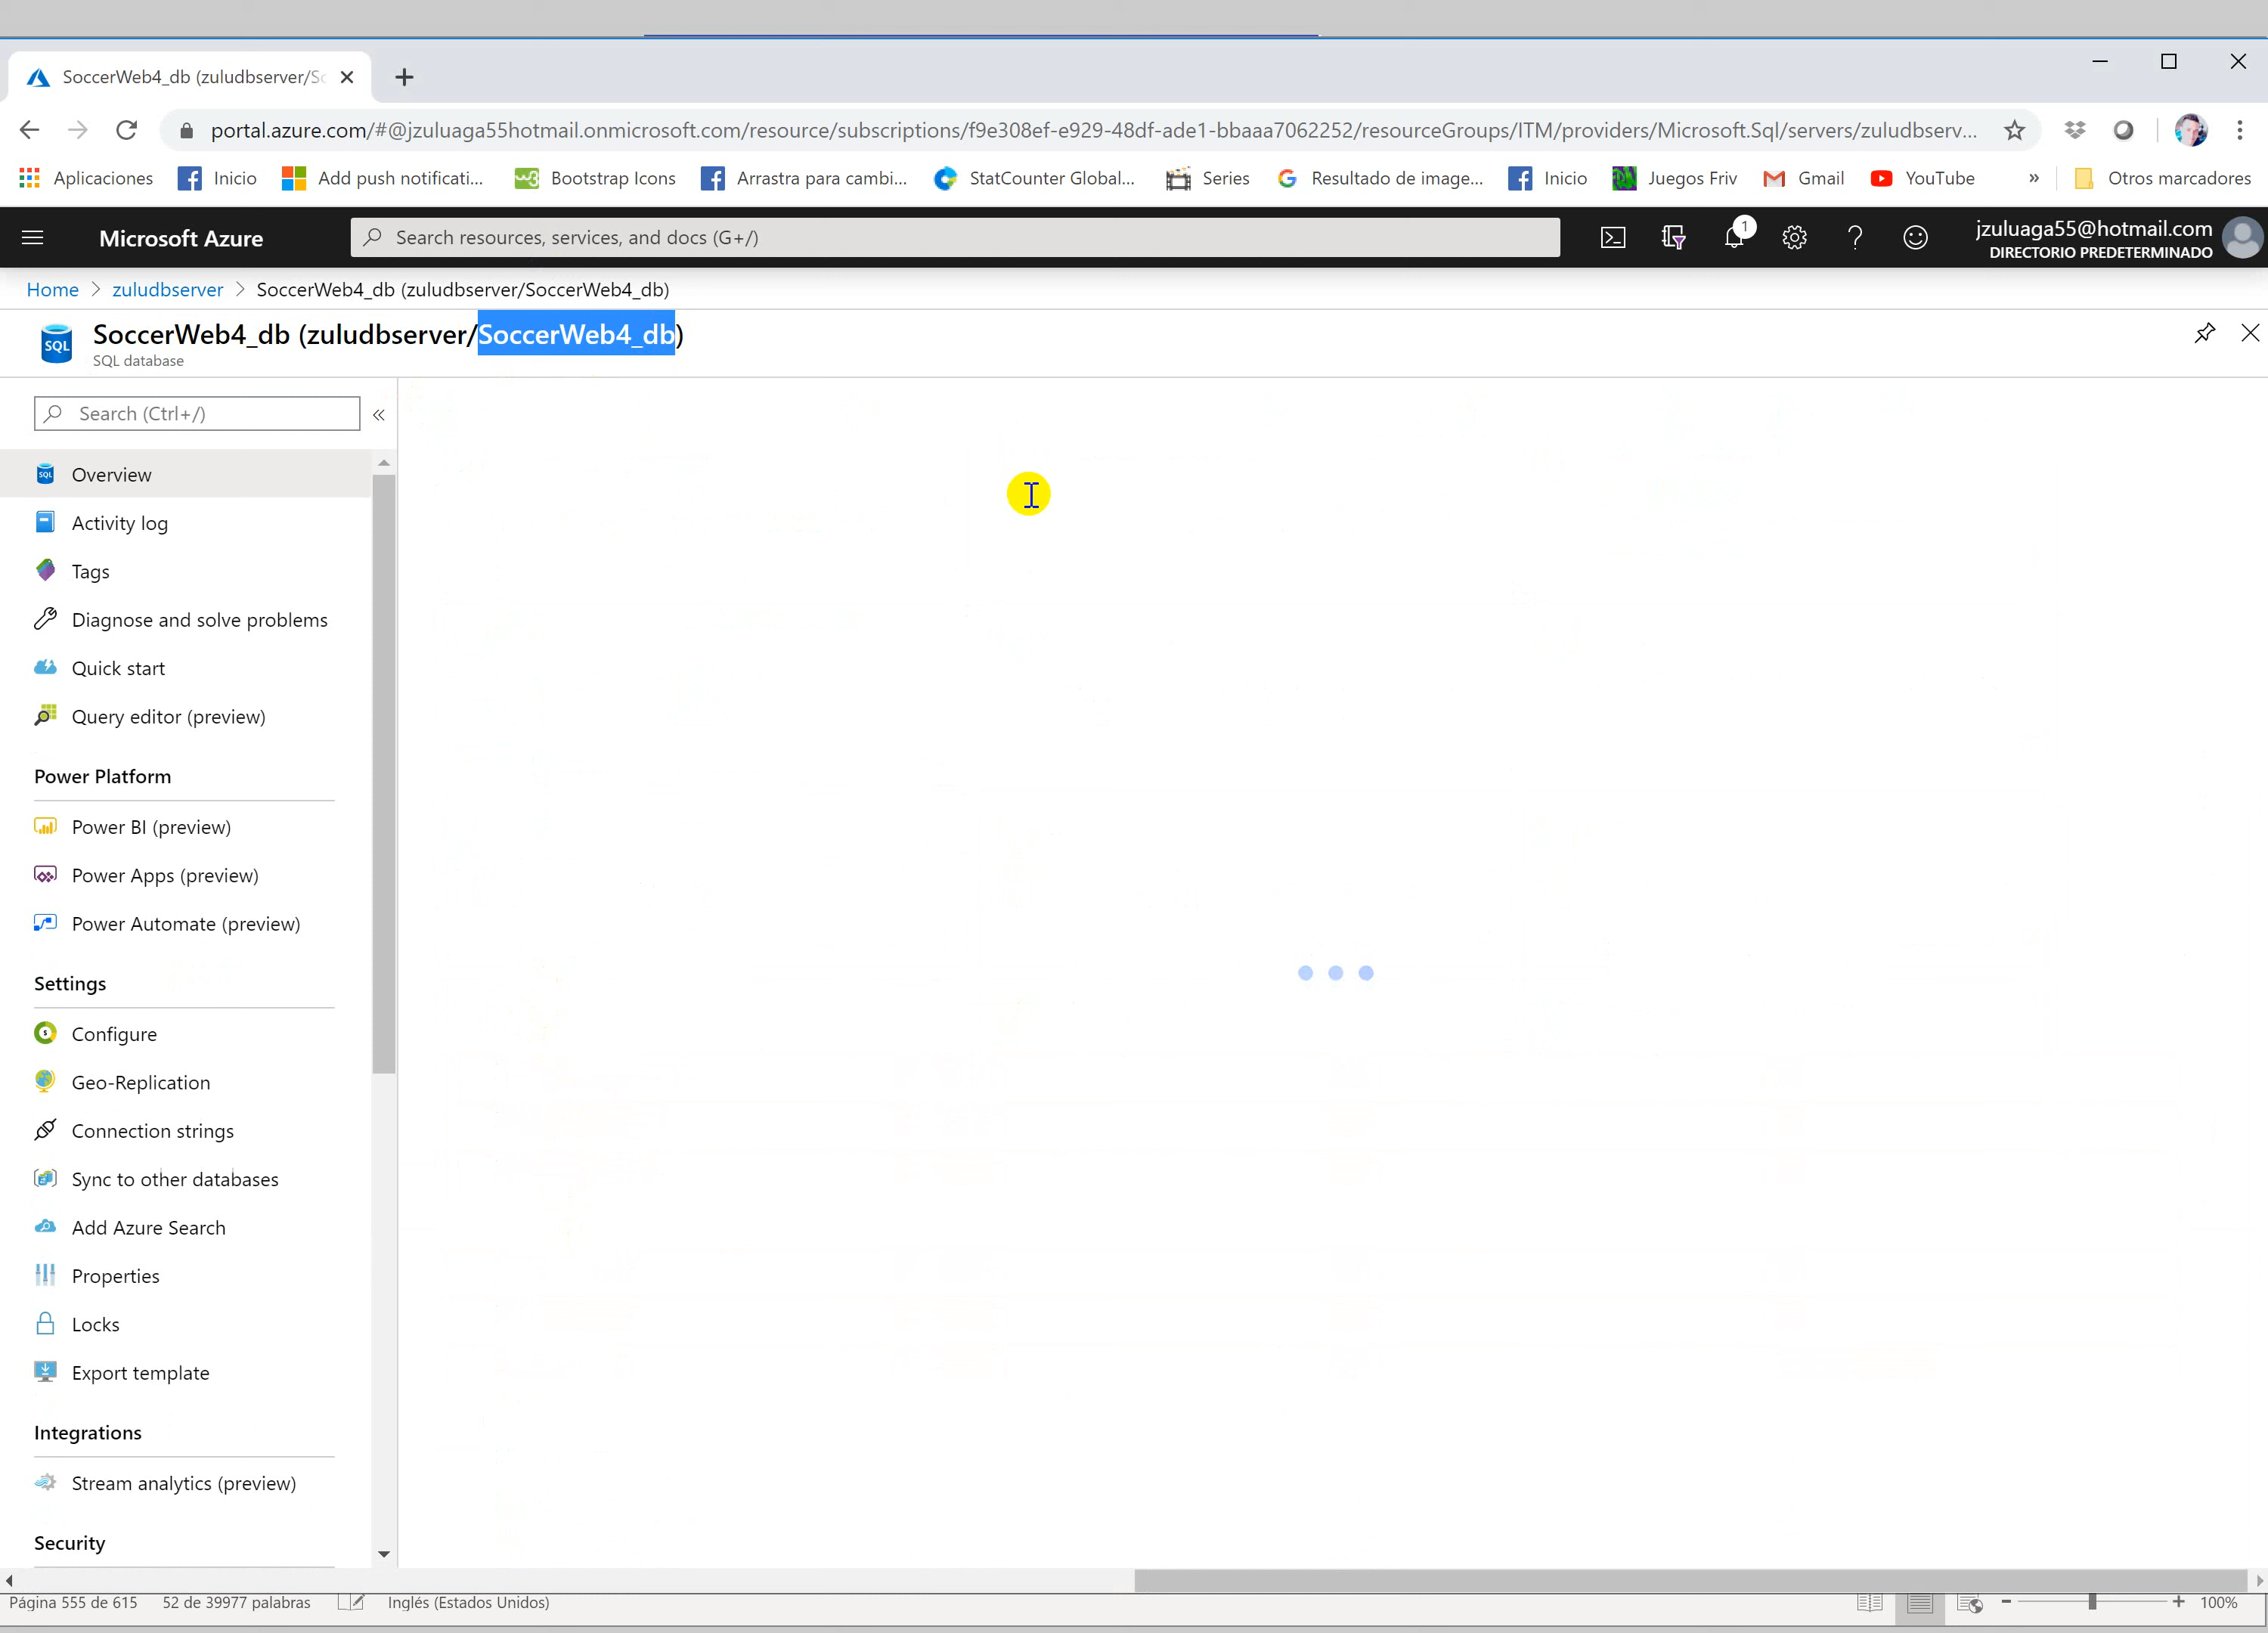 SoccerWeb4_db (zuludbserver/Sc
portal.azure.com/#@jzuluaga55hotmail.onmicrosoft.com/resource/subscriptions/f9e308ef-e929-48df-ade1-bbaaa7062252/resourceGroups/ITM/providers/Microsoft.Sql/servers/zuludbserv...
Aplicaciones Inicio Add push notificati... Bootstrap Icons Arrastra para cambi... StatCounter Global... Series Resultado de image... Inicio Juegos Friv Gmail YouTube » Otros marcadores
Microsoft Azure Search resources, services, and docs (G+/) 1 jzuluaga55@hotmail.com
DIRECTORIO PREDETERMINADO
Home > zuludbserver > SoccerWeb4_db (zuludbserver/SoccerWeb4_db)
SQL SoccerWeb4_db (zuludbserver/SoccerWeb4_db)
SQL database
Search (Ctrl+/) «
Overview
Activity log
Tags
Diagnose and solve problems
Quick start
Query editor (preview)
Power Platform
Power BI (preview)
Power Apps (preview)
Power Automate (preview)
Settings
Configure
Geo-Replication
Connection strings
Sync to other databases
Add Azure Search
Properties
Locks
Export template
Integrations
Stream analytics (preview)
Security
Página 555 de 615 52 de 39977 palabras Inglés (Estados Unidos) 100%